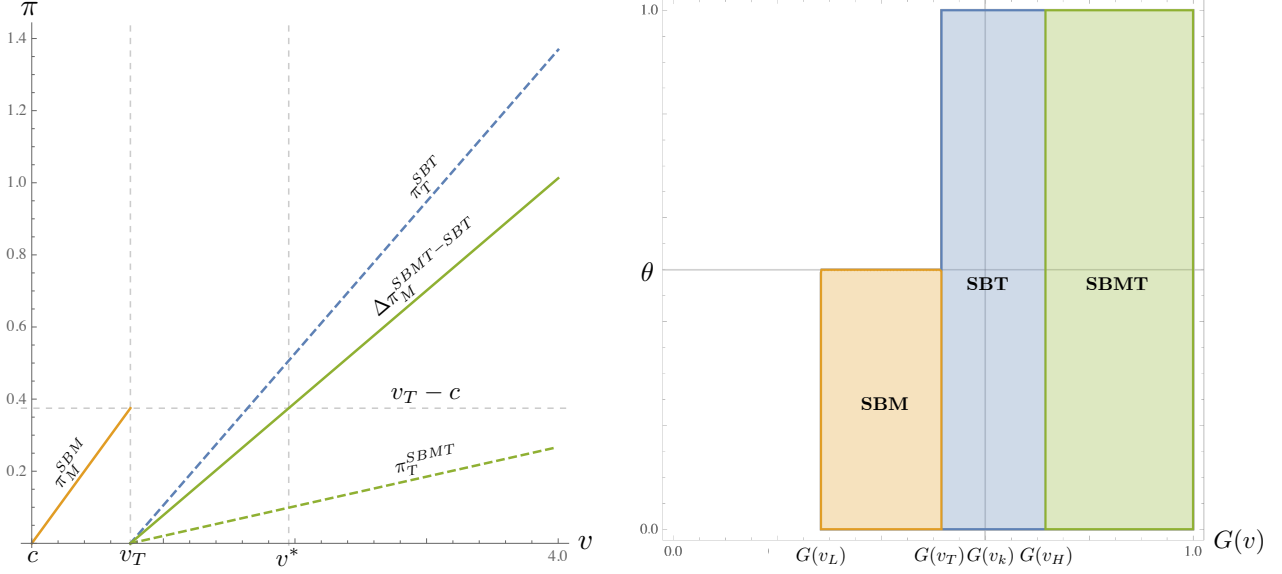 π
1.4
1.2
1.0
0.8
0.6
0.4
0.2
π_T^{SBT}
Δπ_M^{SBMT−SBT}
v_T − c
π_M^{SBM}
π_T^{SBMT}
c
v_T
v*
4.0
v
1.0
θ
0.0
SBM
SBT
SBMT
0.0
G(v_L)
G(v_T)
G(v_k)
G(v_H)
1.0
G(v)